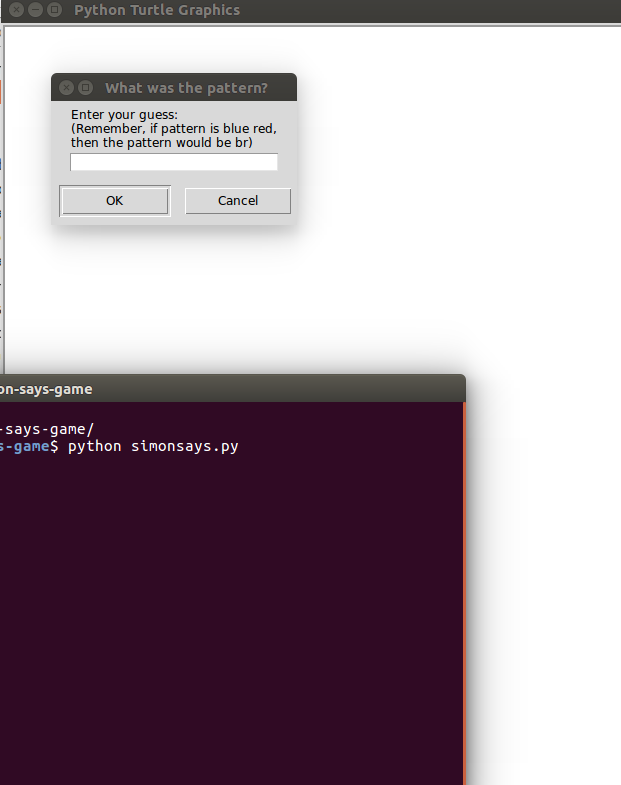 Python Turtle Graphics
What was the pattern?
Enter your guess:
(Remember, if pattern is blue red,
then the pattern would be br)
OK
Cancel
on-says-game
-says-game/
s-game$ python simonsays.py